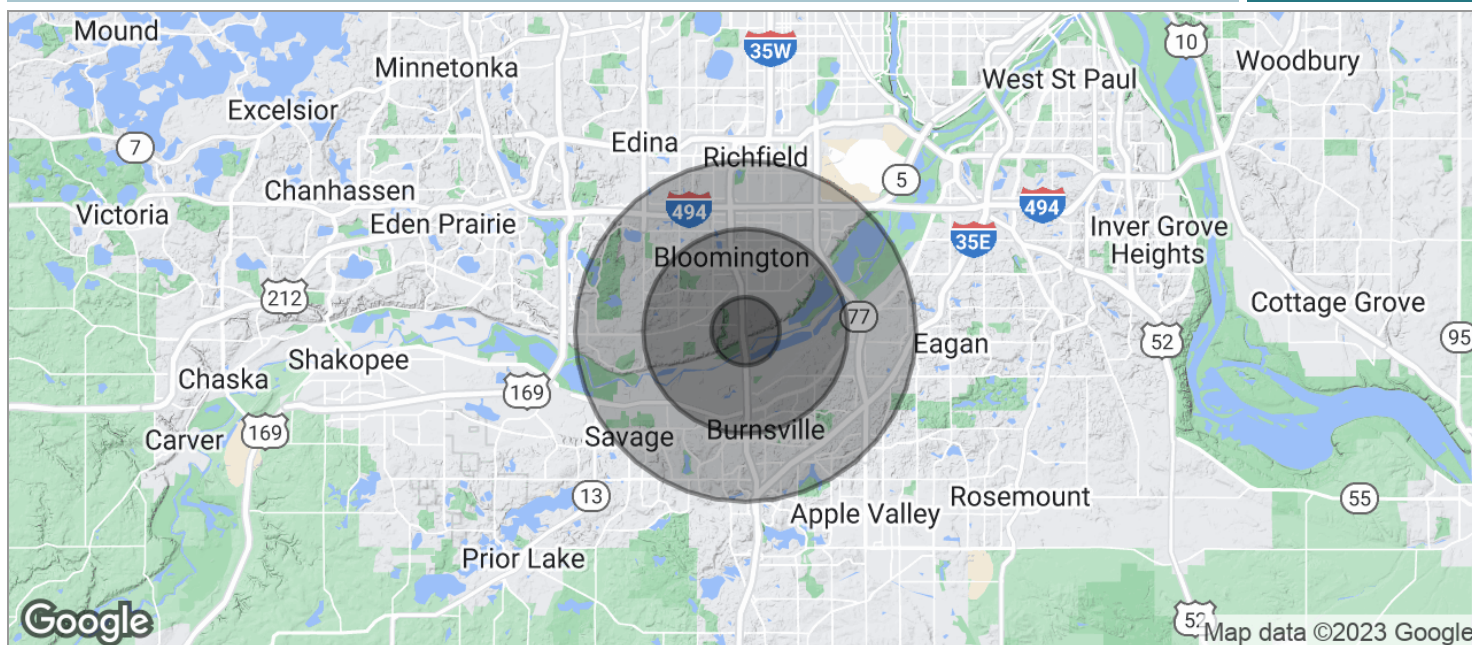 Mound
35W
10
Woodbury
Minnetonka
West St Paul
Excelsior
Edina
7
Richfield
5
Chanhassen
Victoria
494
494
Eden Prairie
35E
Inver Grove
Heights
Bloomington
212
Cottage Grove
77
95
52
Eagan
Shakopee
Chaska
169
169
Carver
Savage
Burnsville
13
Rosemount
55
Apple Valley
Prior Lake
52
Google
Map data ©2023 Google